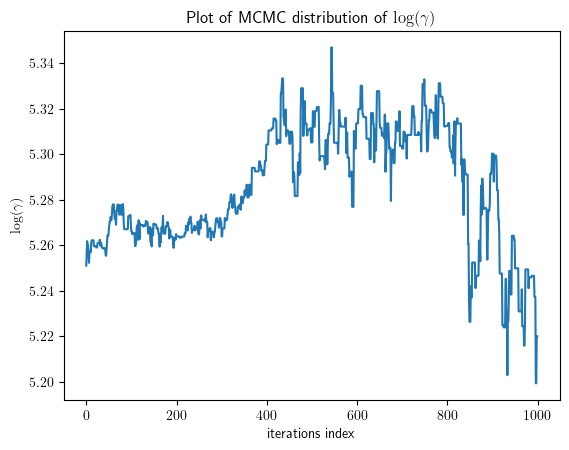 Plot of MCMC distribution of log(γ)
5.34
5.32
5.30
5.28
5.26
5.24
5.22
5.20
log(γ)
0 200 400 600 800 1000
iterations index